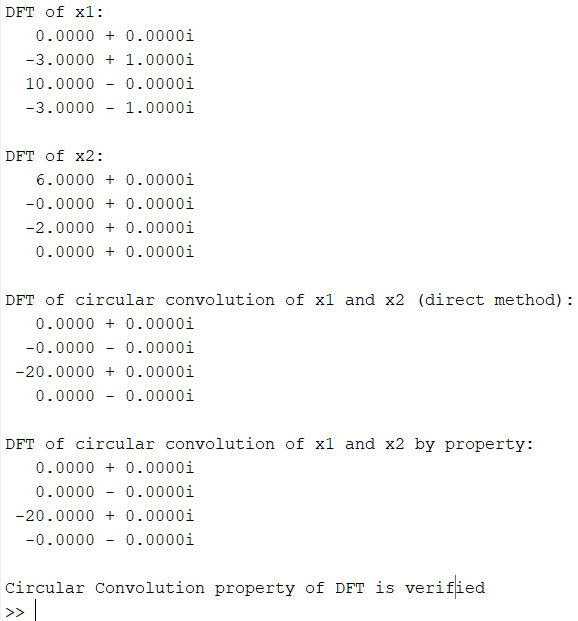 DFT of x1:
0.0000 + 0.0000i
-3.0000 + 1.0000i
10.0000 - 0.0000i
-3.0000 - 1.0000i
DFT of x2:
6.0000 + 0.0000i
-0.0000 + 0.0000i
-2.0000 + 0.0000i
0.0000 + 0.0000i
DFT of circular convolution of x1 and x2 (direct method):
0.0000 + 0.0000i
-0.0000 - 0.0000i
-20.0000 + 0.0000i
0.0000 - 0.0000i
DFT of circular convolution of x1 and x2 by property:
0.0000 + 0.0000i
0.0000 - 0.0000i
-20.0000 + 0.0000i
-0.0000 - 0.0000i
Circular Convolution property of DFT is verified
>>